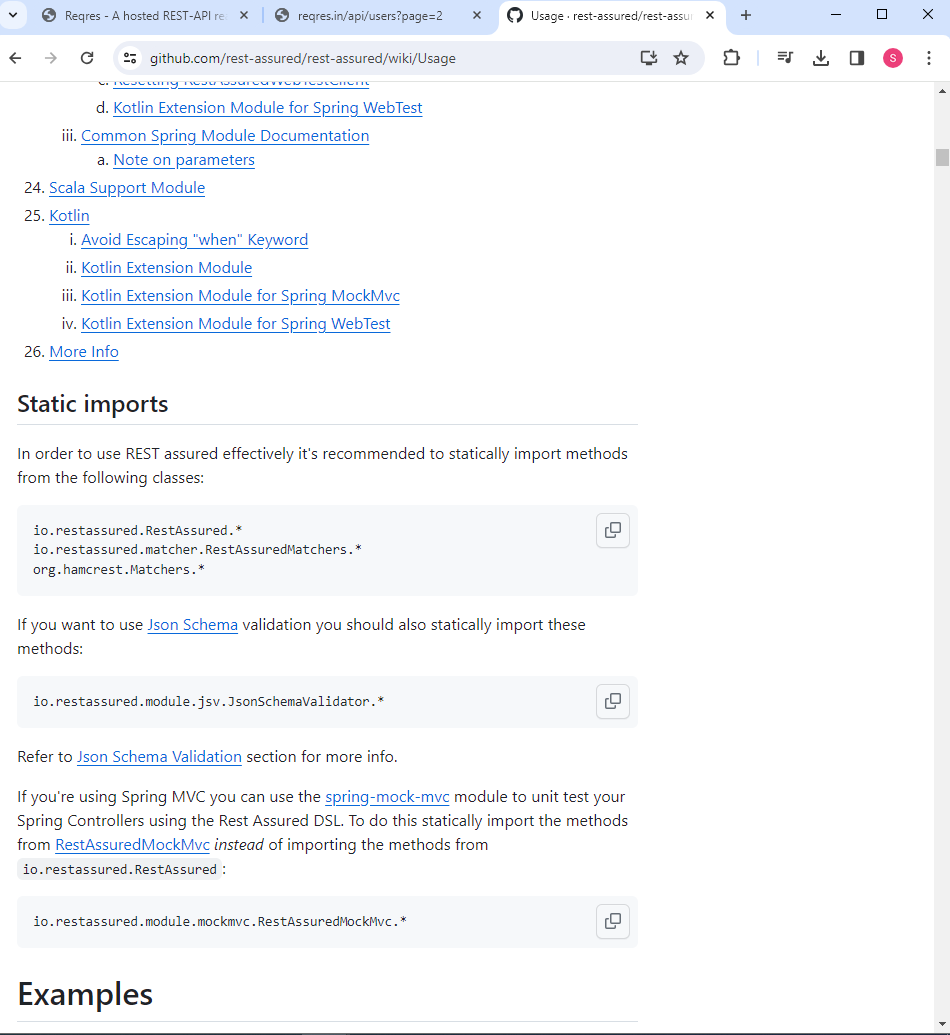 Reqres - A hosted REST-API re
reqres.in/api/users?page=2
Usage · rest-assured/rest-assu
github.com/rest-assured/rest-assured/wiki/Usage
S
c. Resetting RestAssuredWebTestClient
d. Kotlin Extension Module for Spring WebTest
iii. Common Spring Module Documentation
a. Note on parameters
24. Scala Support Module
25. Kotlin
i. Avoid Escaping "when" Keyword
ii. Kotlin Extension Module
iii. Kotlin Extension Module for Spring MockMvc
iv. Kotlin Extension Module for Spring WebTest
26. More Info
Static imports
In order to use REST assured effectively it's recommended to statically import methods
from the following classes:
io.restassured.RestAssured.*
io.restassured.matcher.RestAssuredMatchers.*
org.hamcrest.Matchers.*
If you want to use Json Schema validation you should also statically import these
methods:
io.restassured.module.jsv.JsonSchemaValidator.*
Refer to Json Schema Validation section for more info.
If you're using Spring MVC you can use the spring-mock-mvc module to unit test your
Spring Controllers using the Rest Assured DSL. To do this statically import the methods
from RestAssuredMockMvc instead of importing the methods from
io.restassured.RestAssured :
io.restassured.module.mockmvc.RestAssuredMockMvc.*
Examples